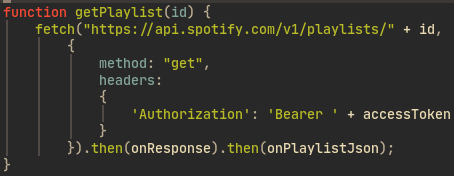 function getPlaylist(id) {
    fetch("https://api.spotify.com/v1/playlists/" + id,
        {
            method: "get",
            headers:
            {
                'Authorization': 'Bearer ' + accessToken
            }
        }).then(onResponse).then(onPlaylistJson);
}